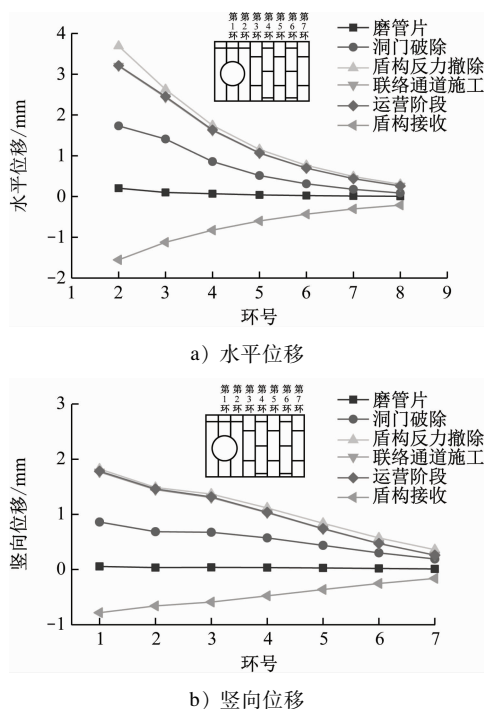 第第第第第第第
1 2 3 4 5 6 7
环环环环环环环
4
3
2
1
0
−1
−2
水平位移/mm
磨管片
洞门破除
盾构反力撤除
联络通道施工
运营阶段
盾构接收
1 2 3 4 5 6 7 8 9
环号
a）水平位移
第第第第第第第
1 2 3 4 5 6 7
环环环环环环环
3
2
1
0
−1
竖向位移/mm
磨管片
洞门破除
盾构反力撤除
联络通道施工
运营阶段
盾构接收
1 2 3 4 5 6 7
环号
b）竖向位移